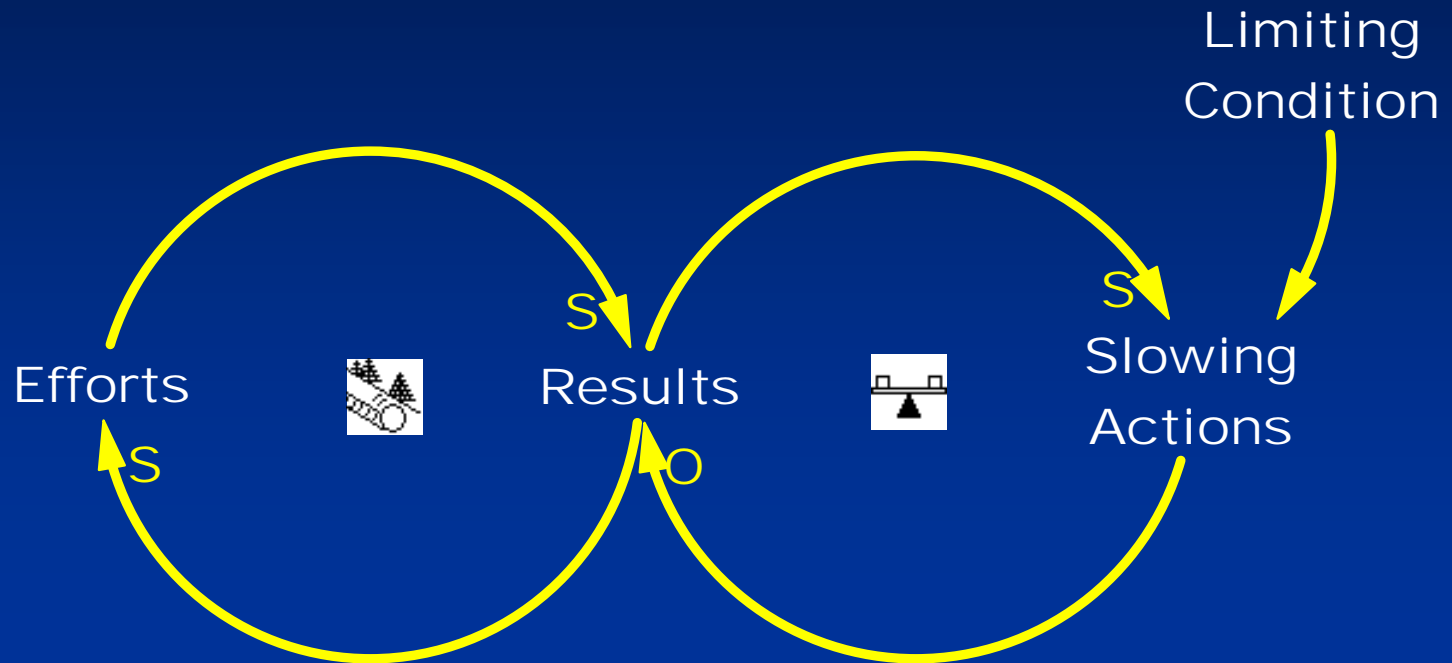 Limiting
Condition
S
S
Efforts
Results
Slowing
Actions
S
O